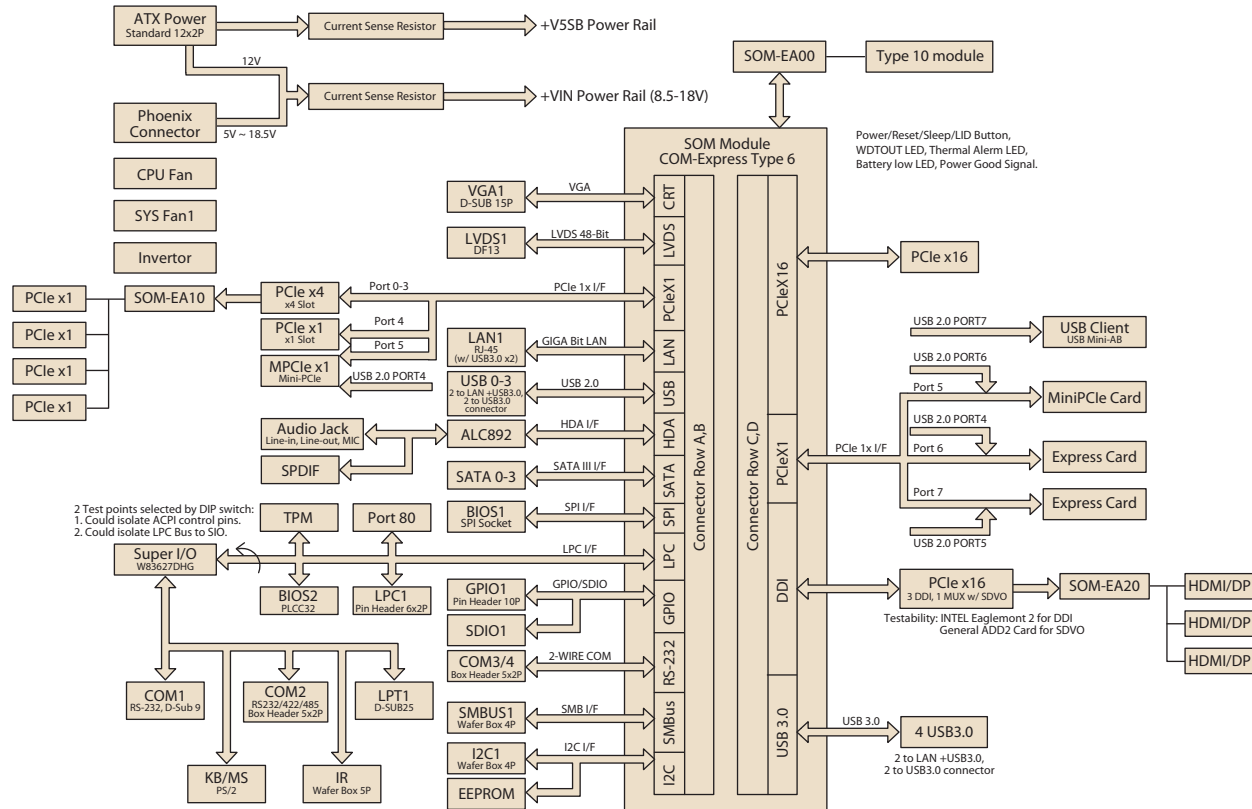 ATX Power
Standard 12x2P
Current Sense Resistor
+V5SB Power Rail
12V
Current Sense Resistor
+VIN Power Rail (8.5-18V)
Phoenix
Connector
5V ~ 18.5V
CPU Fan
SYS Fan1
Invertor
SOM-EA00
Type 10 module
Power/Reset/Sleep/LID Button,
WDTOUT LED, Thermal Alerm LED,
Battery low LED, Power Good Signal.
SOM Module
COM-Express Type 6
Connector Row A,B
Connector Row C,D
CRT
LVDS
PCIeX1
LAN
USB
HDA
SATA
SPI
LPC
GPIO
RS-232
SMBus
I2C
PCIeX16
PCIeX1
DDI
USB 3.0
VGA1
D-SUB 15P
VGA
LVDS1
DF13
LVDS 48-Bit
PCIe x1
PCIe x1
PCIe x1
PCIe x1
SOM-EA10
PCIe x4
x4 Slot
Port 0-3
PCIe 1x I/F
PCIe x1
x1 Slot
Port 4
Port 5
MPCIe x1
Mini-PCIe
USB 2.0 PORT4
LAN1
RJ-45
(w/ USB3.0 x2)
GIGA Bit LAN
USB 0-3
2 to LAN +USB3.0,
2 to USB3.0
connector
USB 2.0
Audio Jack
Line-in, Line-out, MIC
SPDIF
ALC892
HDA I/F
SATA 0-3
SATA III I/F
BIOS1
SPI Socket
SPI I/F
2 Test points selected by DIP switch:
1. Could isolate ACPI control pins.
2. Could isolate LPC Bus to SIO.
TPM
Port 80
Super I/O
W83627DHG
LPC I/F
BIOS2
PLCC32
LPC1
Pin Header 6x2P
GPIO1
Pin Header 10P
GPIO/SDIO
SDIO1
COM3/4
Box Header 5x2P
2-WIRE COM
SMBUS1
Wafer Box 4P
SMB I/F
I2C1
Wafer Box 4P
I2C I/F
EEPROM
COM1
RS-232, D-Sub 9
COM2
RS232/422/485
Box Header 5x2P
LPT1
D-SUB25
KB/MS
PS/2
IR
Wafer Box 5P
PCIe x16
USB 2.0 PORT7
USB Client
USB Mini-AB
USB 2.0 PORT6
Port 5
MiniPCIe Card
USB 2.0 PORT4
PCIe 1x I/F
Port 6
Express Card
Port 7
Express Card
USB 2.0 PORT5
PCIe x16
3 DDI, 1 MUX w/ SDVO
SOM-EA20
HDMI/DP
HDMI/DP
HDMI/DP
Testability: INTEL Eaglemont 2 for DDI
General ADD2 Card for SDVO
USB 3.0
4 USB3.0
2 to LAN +USB3.0,
2 to USB3.0 connector